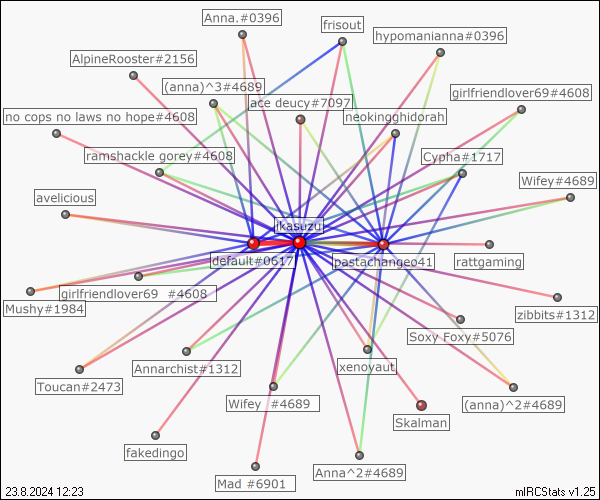 Anna.#0396
frisout
hypomanianna#0396
AlpineRooster#2156
(anna)^3#4689
ace deucy#7097
girlfriendlover69#4608
no cops no laws no hope#4608
neokingghidorah
ramshackle gorey#4608
Cypha#1717
Wifey#4689
avelicious
ikasuzu
default#0617
pastachangeo41
rattgaming
girlfriendlover69_#4608
Mushy#1984
zibbits#1312
Soxy Foxy#5076
Annarchist#1312
xenoyaut
Toucan#2473
Wifey_#4689
(anna)^2#4689
Skalman
fakedingo
Anna^2#4689
Mad_#6901
23.8.2024 12:23
mIRCStats v1.25